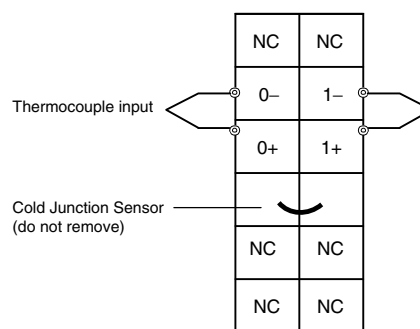 NC NC
Thermocouple input
0– 1–
0+ 1+
Cold Junction Sensor
(do not remove)
NC NC
NC NC